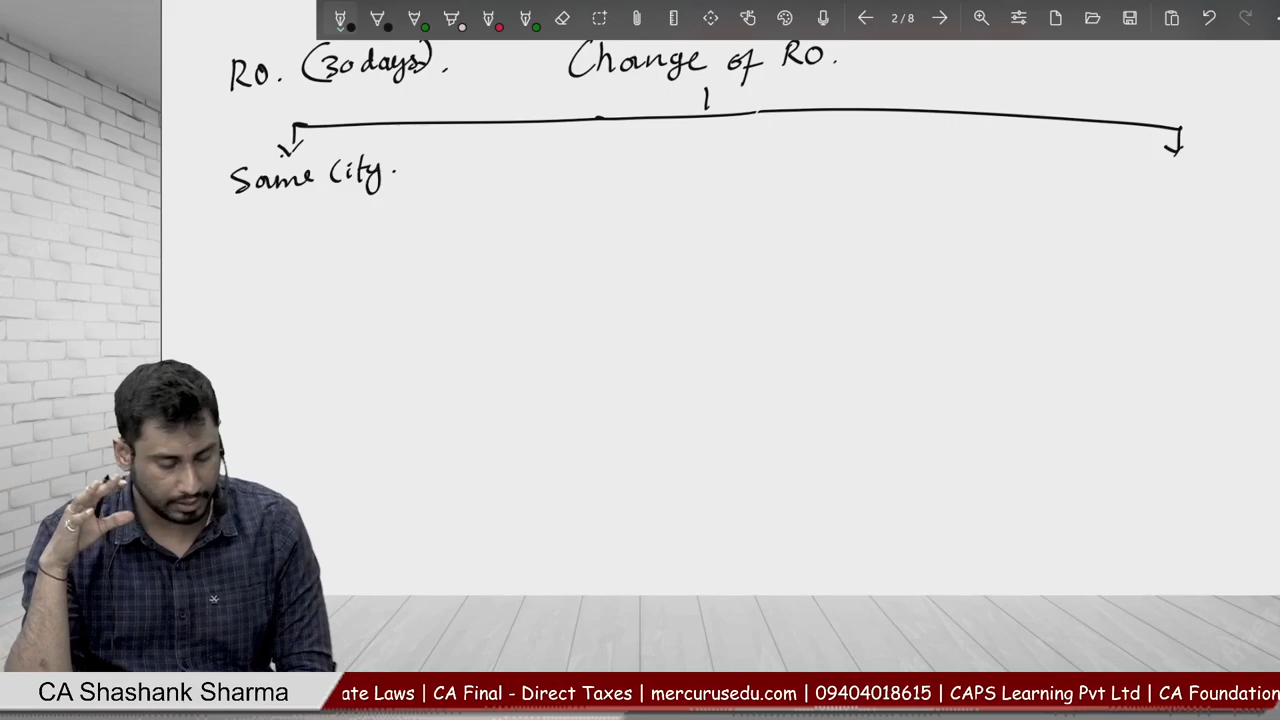 2/8
RO. (30 days). Change of RO.
Same City.
CA Shashank Sharma
ate Laws | CA Final - Direct Taxes | mercurusedu.com | 09404018615 | CAPS Learning Pvt Ltd | CA Foundation